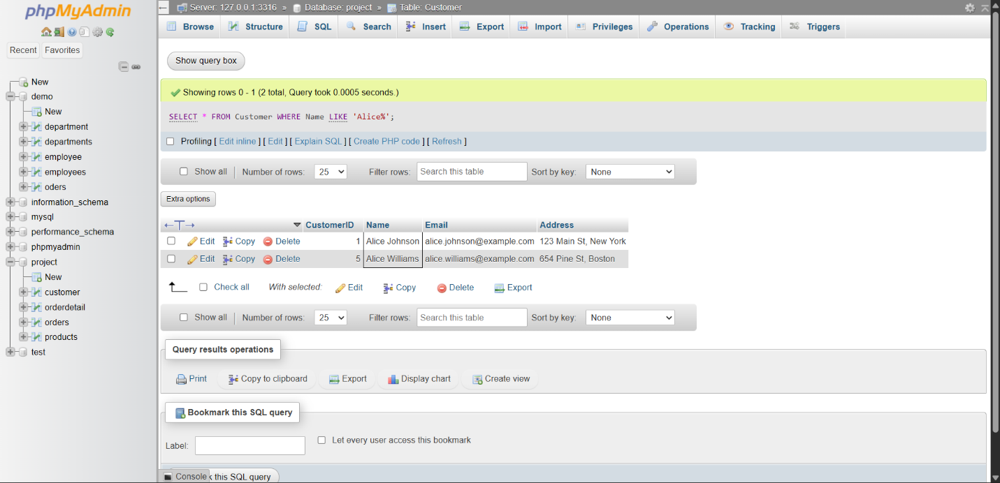 phpMyAdmin
Recent Favorites
New
demo
New
department
departments
employee
employees
oders
information_schema
mysql
performance_schema
phpmyadmin
project
New
customer
orderdetail
orders
products
test
Server: 127.0.0.1:3316 » Database: project » Table: Customer
Browse Structure SQL Search Insert Export Import Privileges Operations Tracking Triggers
Show query box
Showing rows 0 - 1 (2 total, Query took 0.0005 seconds.)
SELECT * FROM Customer WHERE Name LIKE 'Alice%';
Profiling [ Edit inline ] [ Edit ] [ Explain SQL ] [ Create PHP code ] [ Refresh ]
Show all Number of rows: 25 Filter rows: Search this table Sort by key: None
Extra options
CustomerID Name Email Address
Edit Copy Delete 1 Alice Johnson alice.johnson@example.com 123 Main St, New York
Edit Copy Delete 5 Alice Williams alice.williams@example.com 654 Pine St, Boston
Check all With selected: Edit Copy Delete Export
Show all Number of rows: 25 Filter rows: Search this table Sort by key: None
Query results operations
Print Copy to clipboard Export Display chart Create view
Bookmark this SQL query
Label: Let every user access this bookmark
Console k this SQL query